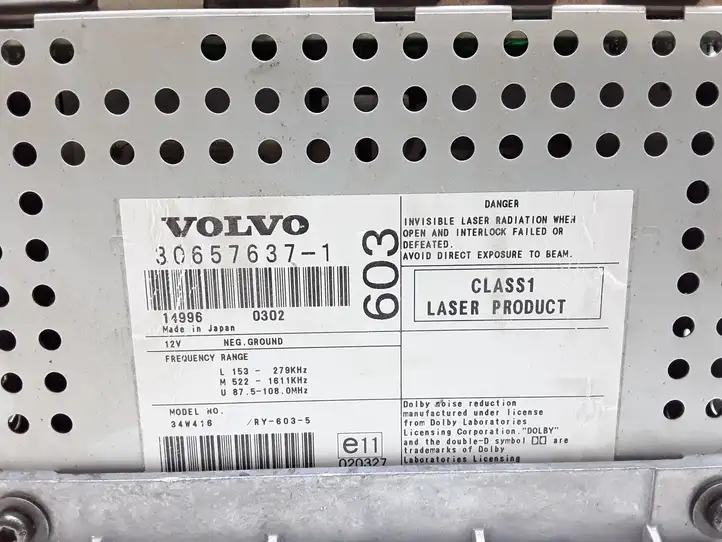 VOLVO
30657637-1
14996 0302
Made in Japan
603
12V NEG.GROUND
FREQUENCY RANGE
L 153 - 279KHz
M 522 - 1611KHz
U 87.5-108.0MHz
MODEL NO.
34W416 /RY-603-5
e11
020327
DANGER
INVISIBLE LASER RADIATION WHEN
OPEN AND INTERLOCK FAILED OR
DEFEATED.
AVOID DIRECT EXPOSURE TO BEAM.
CLASS1
LASER PRODUCT
Dolby noise reduction
manufactured under license
from Dolby Laboratories
Licensing Corporation."DOLBY"
and the double-D symbol are
trademarks of Dolby
Laboratories Licensing